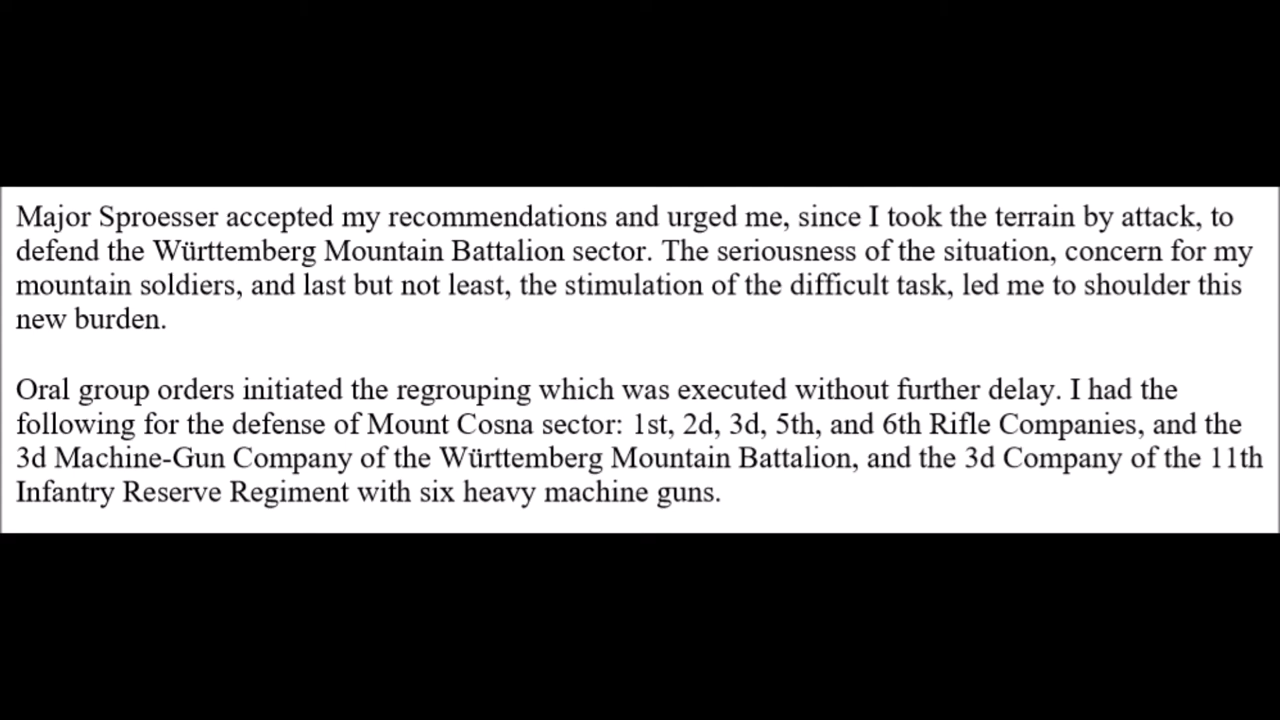 Major Sproesser accepted my recommendations and urged me, since I took the terrain by attack, to
defend the Württemberg Mountain Battalion sector. The seriousness of the situation, concern for my
mountain soldiers, and last but not least, the stimulation of the difficult task, led me to shoulder this
new burden.
Oral group orders initiated the regrouping which was executed without further delay. I had the
following for the defense of Mount Cosna sector: 1st, 2d, 3d, 5th, and 6th Rifle Companies, and the
3d Machine-Gun Company of the Württemberg Mountain Battalion, and the 3d Company of the 11th
Infantry Reserve Regiment with six heavy machine guns.